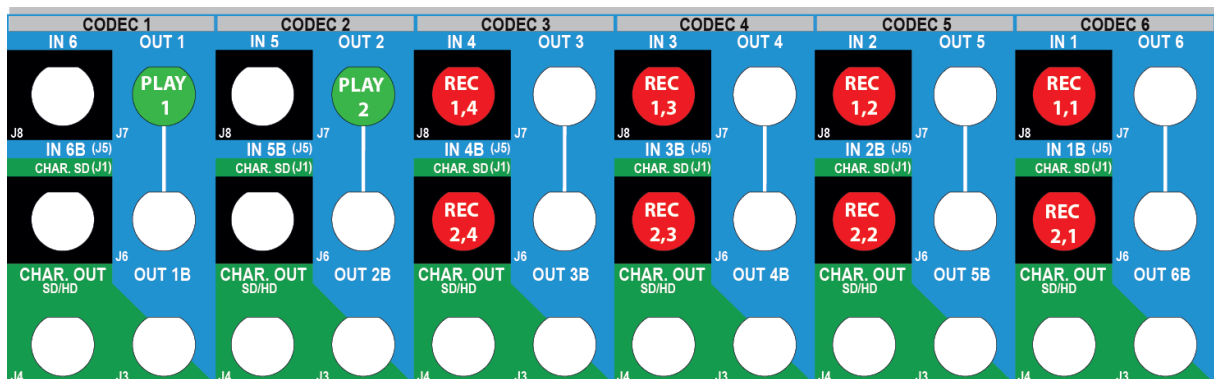 CODEC 1 CODEC 2 CODEC 3 CODEC 4 CODEC 5 CODEC 6
IN 6 OUT 1 IN 5 OUT 2 IN 4 OUT 3 IN 3 OUT 4 IN 2 OUT 5 IN 1 OUT 6
PLAY PLAY REC REC REC REC
1 2 1,4 1,3 1,2 1,1
J8 J7 J8 J7 J8 J7 J8 J7 J8 J7 J8 J7
IN 6B (J5) IN 5B (J5) IN 4B (J5) IN 3B (J5) IN 2B (J5) IN 1B (J5)
CHAR. SD (J1) CHAR. SD (J1) CHAR. SD (J1) CHAR. SD (J1) CHAR. SD (J1) CHAR. SD (J1)
REC REC REC REC
2,4 2,3 2,2 2,1
J6 J6 J6 J6 J6 J6
CHAR. OUT OUT 1B CHAR. OUT OUT 2B CHAR. OUT OUT 3B CHAR. OUT OUT 4B CHAR. OUT OUT 5B CHAR. OUT OUT 6B
SD/HD SD/HD SD/HD SD/HD SD/HD SD/HD
J4 J3 J4 J3 J4 J3 J4 J3 J4 J3 J4 J3